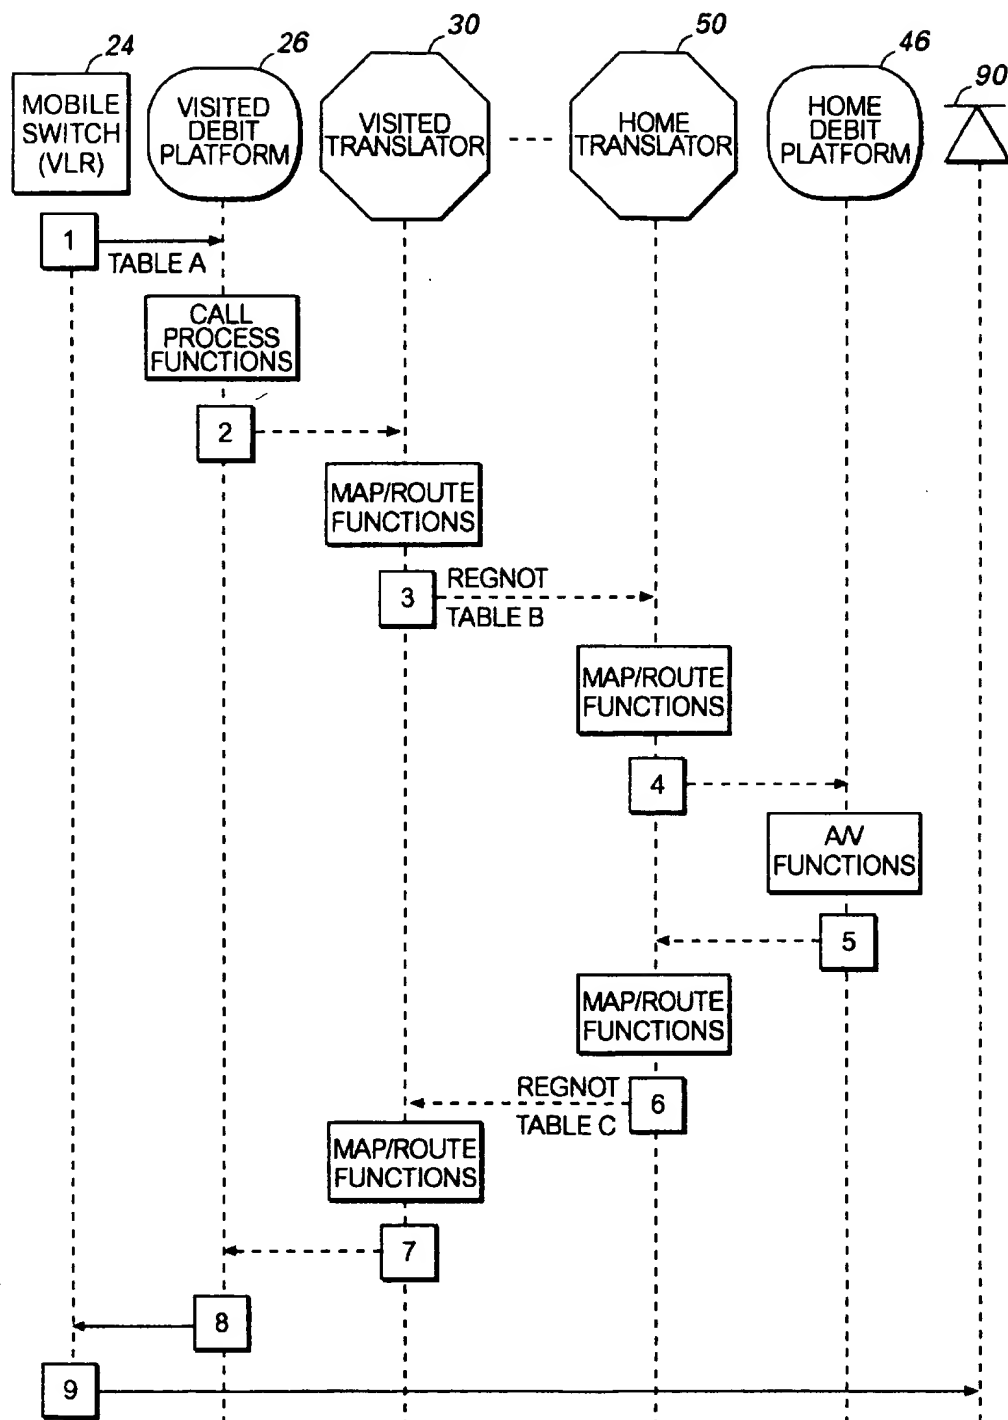 24
26
30
50
46
90
MOBILE
SWITCH
(VLR)
VISITED
DEBIT
PLATFORM
VISITED
TRANSLATOR
HOME
TRANSLATOR
HOME
DEBIT
PLATFORM
1
TABLE A
CALL
PROCESS
FUNCTIONS
2
MAP/ROUTE
FUNCTIONS
3
REGNOT
TABLE B
MAP/ROUTE
FUNCTIONS
4
A/V
FUNCTIONS
5
MAP/ROUTE
FUNCTIONS
REGNOT
TABLE C
6
MAP/ROUTE
FUNCTIONS
7
8
9